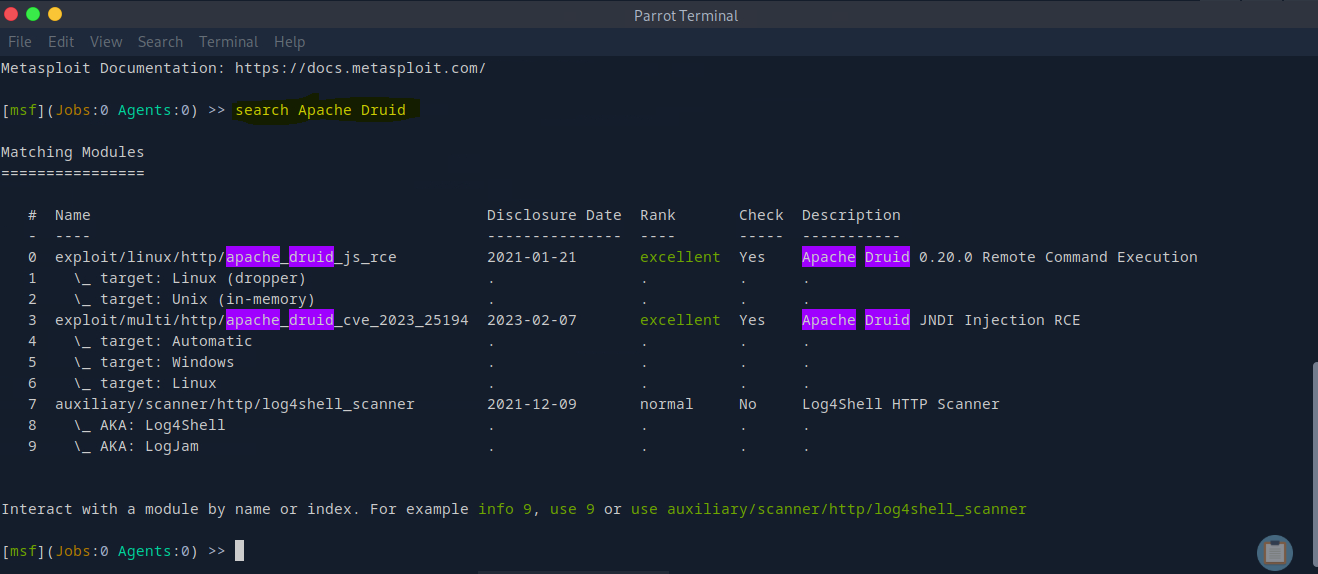 Parrot Terminal
File Edit View Search Terminal Help
Metasploit Documentation: https://docs.metasploit.com/
[msf](Jobs:0 Agents:0) >> search Apache Druid
Matching Modules
================
# Name Disclosure Date Rank Check Description
- ---- --------------- ---- ----- -----------
0 exploit/linux/http/apache_druid_js_rce 2021-01-21 excellent Yes Apache Druid 0.20.0 Remote Command Execution
1 \_ target: Linux (dropper) . . . .
2 \_ target: Unix (in-memory) . . . .
3 exploit/multi/http/apache_druid_cve_2023_25194 2023-02-07 excellent Yes Apache Druid JNDI Injection RCE
4 \_ target: Automatic . . . .
5 \_ target: Windows . . . .
6 \_ target: Linux . . . .
7 auxiliary/scanner/http/log4shell_scanner 2021-12-09 normal No Log4Shell HTTP Scanner
8 \_ AKA: Log4Shell . . . .
9 \_ AKA: LogJam . . . .
Interact with a module by name or index. For example info 9, use 9 or use auxiliary/scanner/http/log4shell_scanner
[msf](Jobs:0 Agents:0) >>